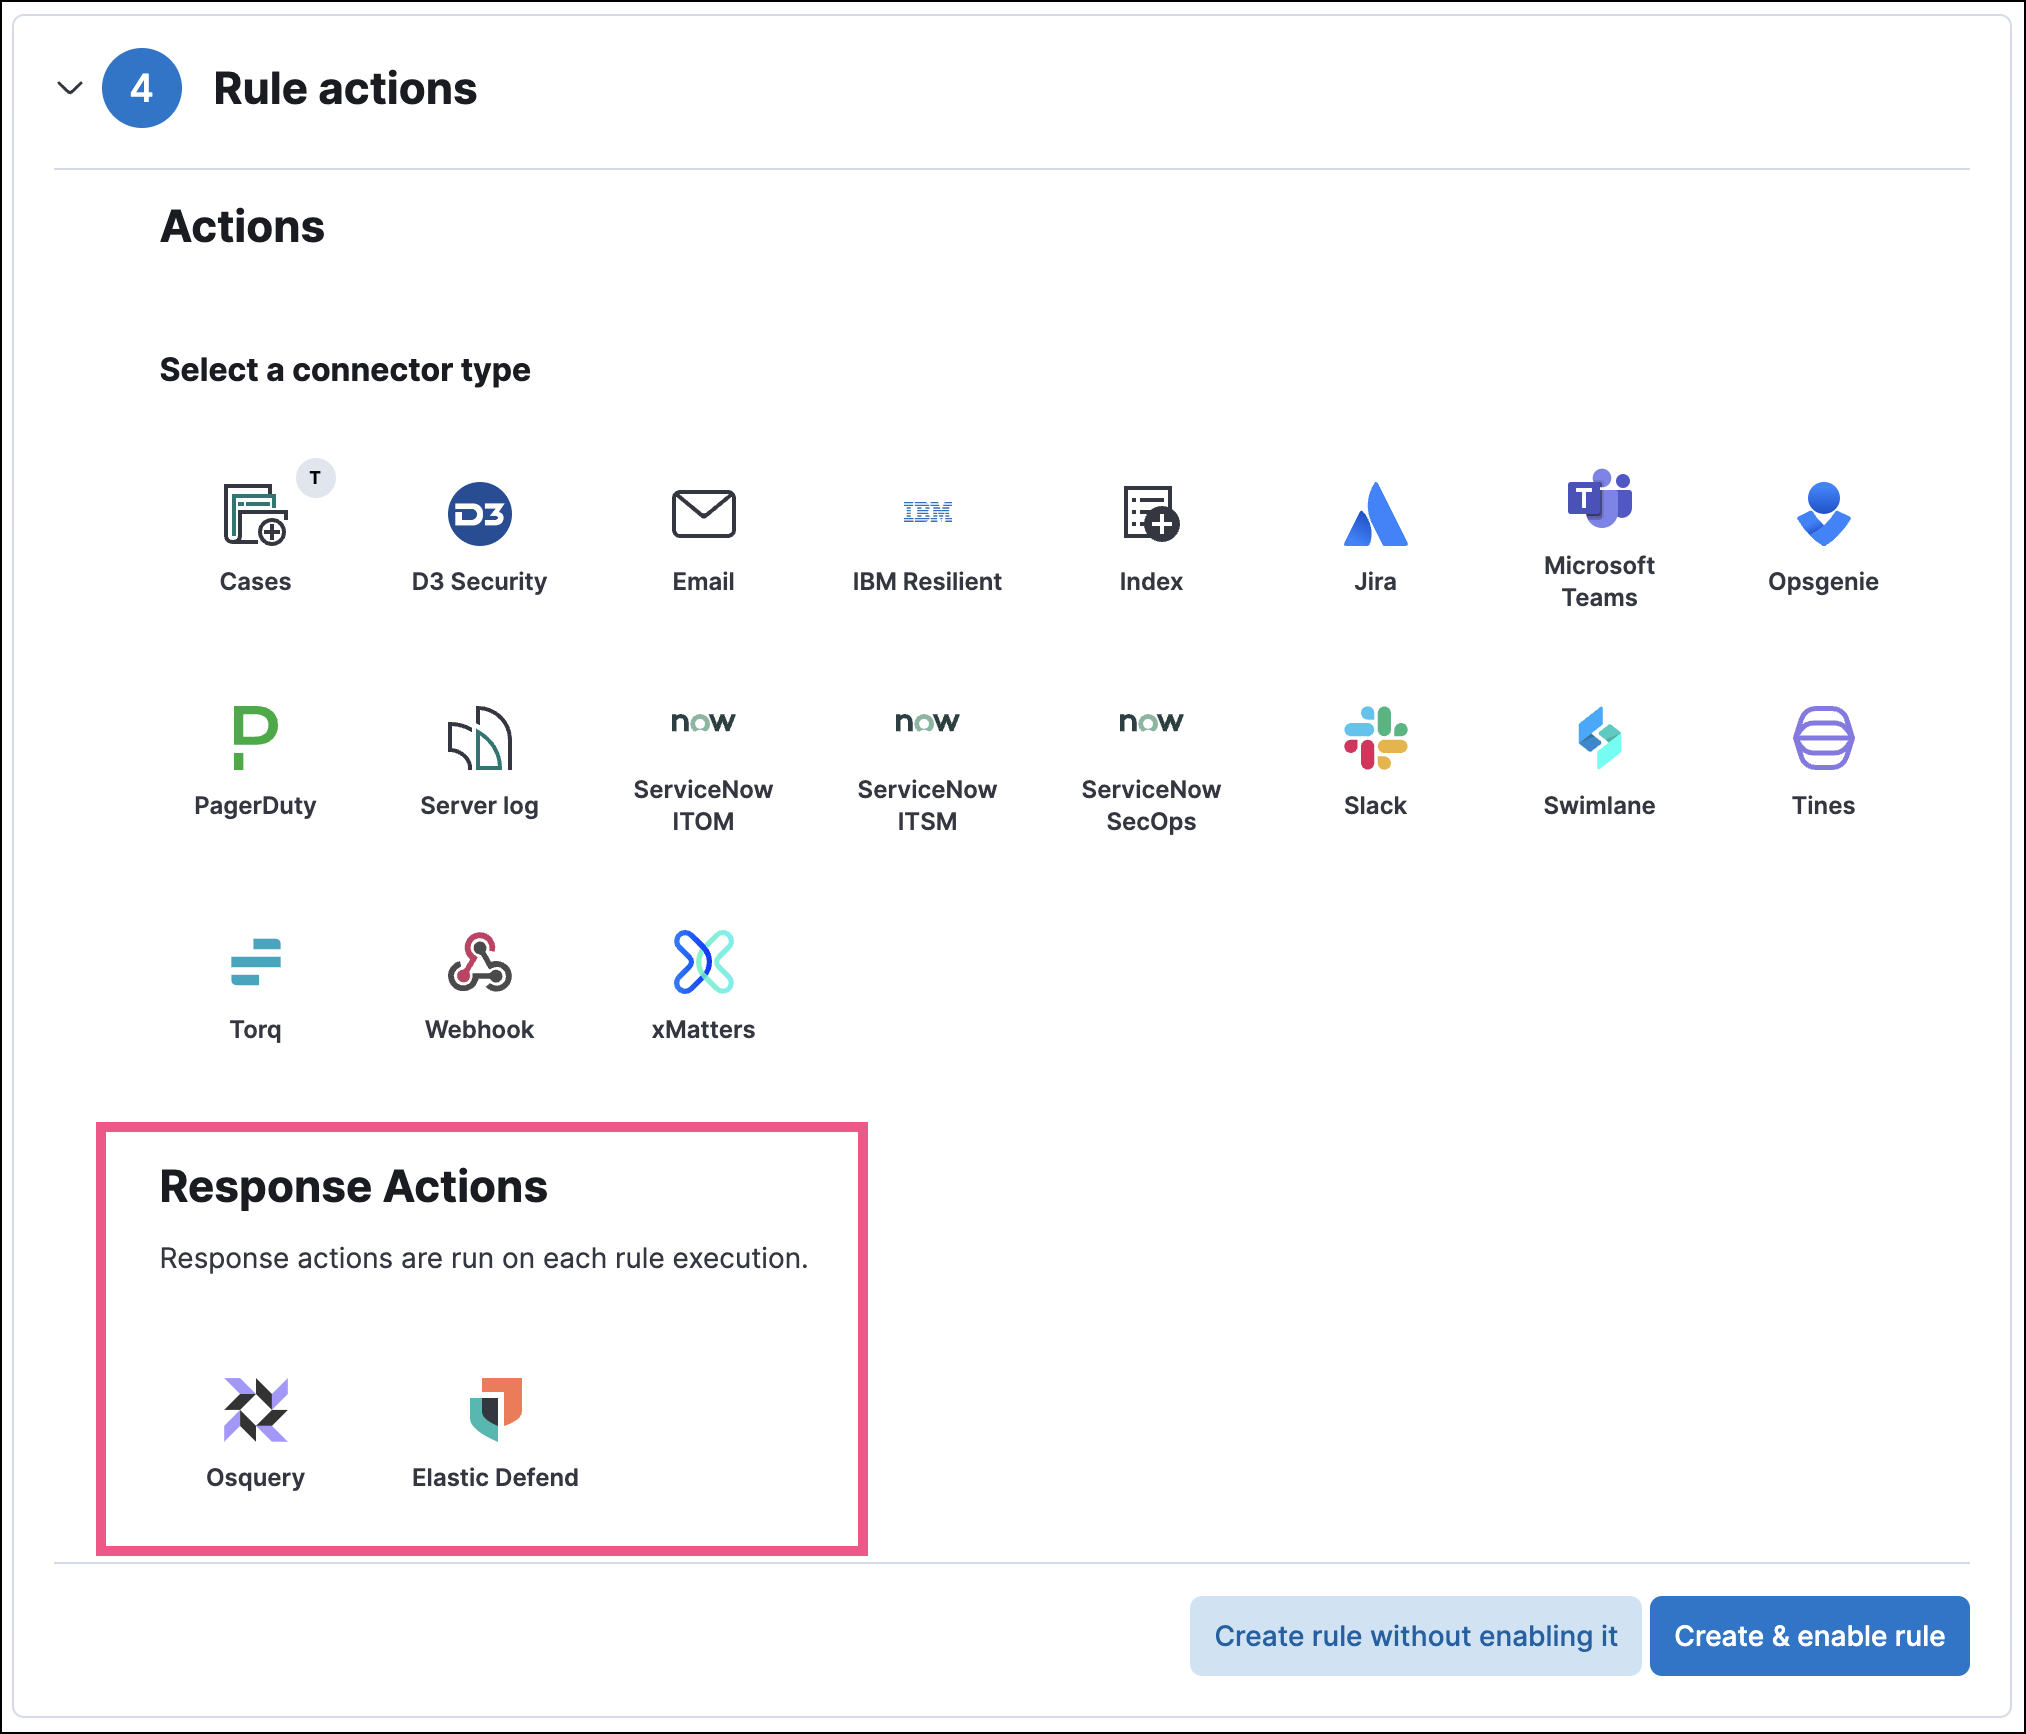 4 Rule actions
Actions
Select a connector type
T
D3
IBM
T
Cases
D3 Security
Email
IBM Resilient
Index
Jira
Microsoft
Teams
Opsgenie
now
now
now
PagerDuty
Server log
ServiceNow
ITOM
ServiceNow
ITSM
ServiceNow
SecOps
Slack
Swimlane
Tines
Torq
Webhook
xMatters
Response Actions
Response actions are run on each rule execution.
Osquery
Elastic Defend
Create rule without enabling it
Create & enable rule